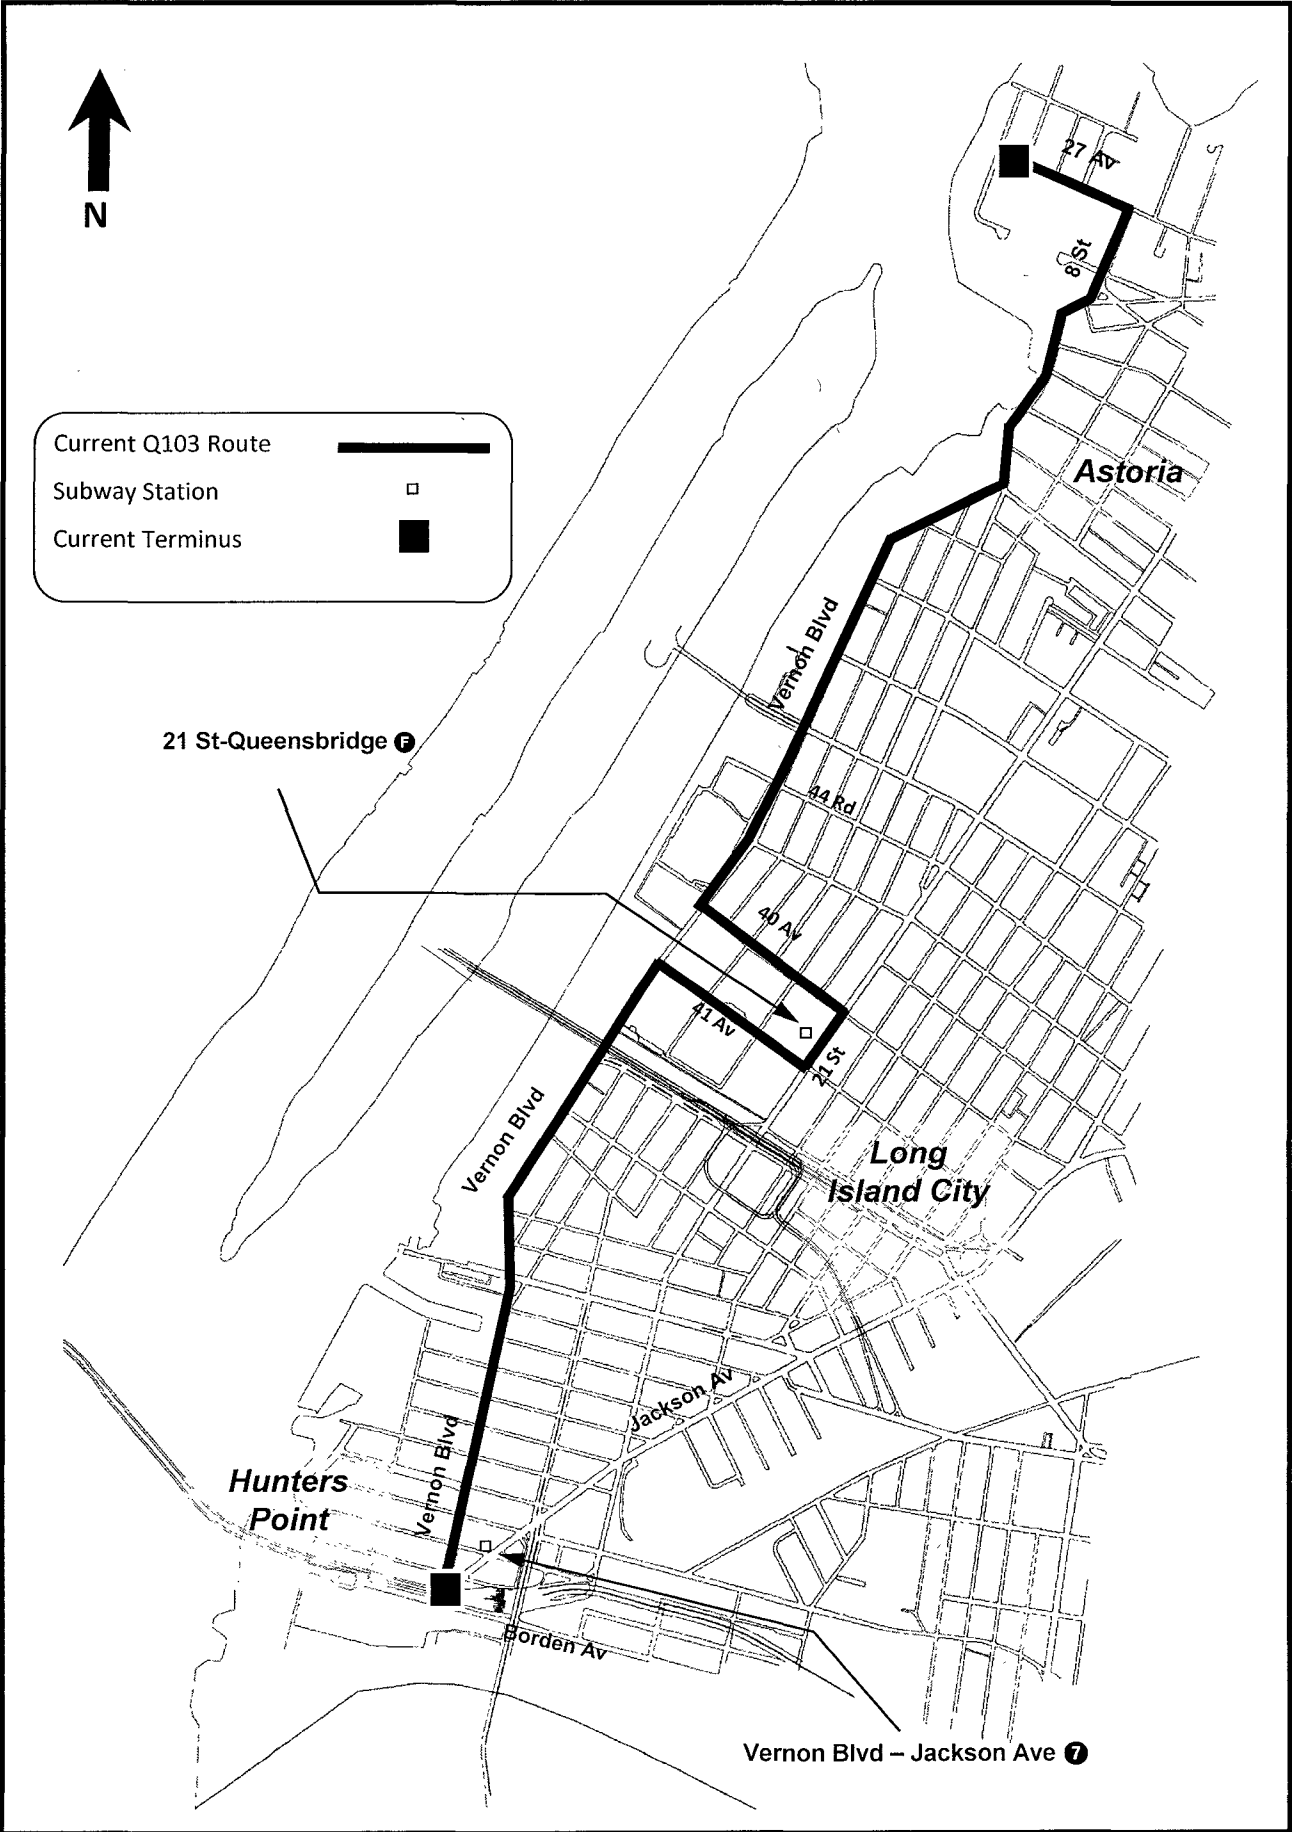 27 Av
N
8 St
Current Q103 Route
Subway Station
Current Terminus
Astoria
Vernon Blvd
21 St-Queensbridge F
44 Rd
40 Av
41 Av
21 St
Vernon Blvd
Long
Island City
Jackson Av
Vernon Blvd
Hunters
Point
Borden Av
Vernon Blvd – Jackson Ave 7